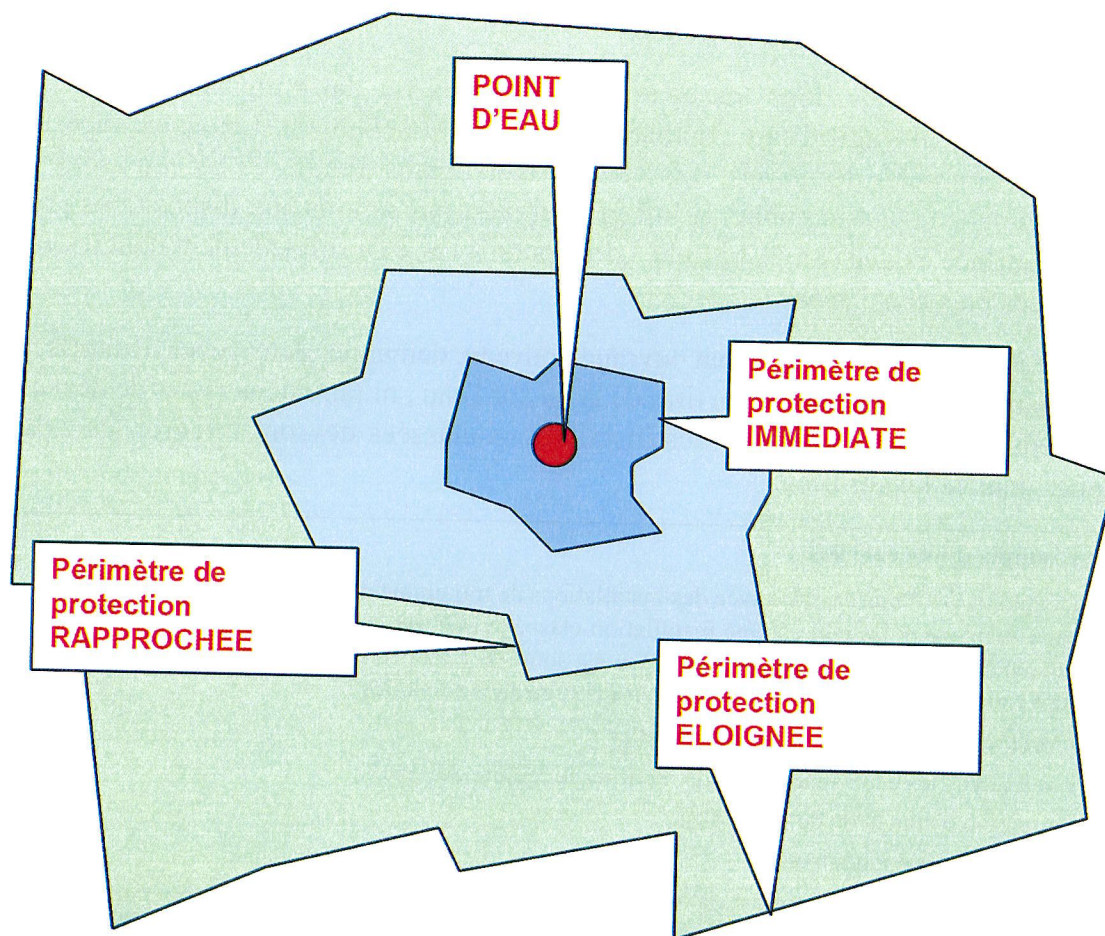 POINT
D'EAU
Périmètre de
protection
IMMEDIATE
Périmètre de
protection
RAPPROCHEE
Périmètre de
protection
ELOIGNEE